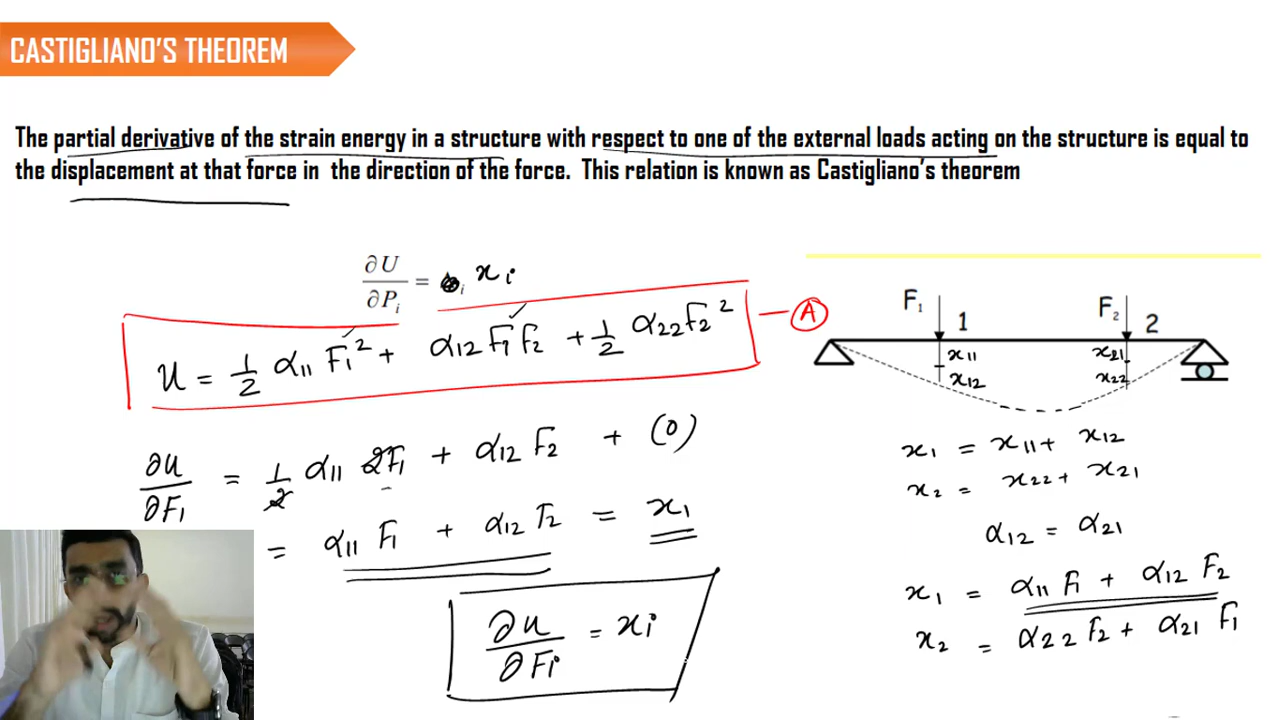 CASTIGLIANO'S THEOREM
The partial derivative of the strain energy in a structure with respect to one of the external loads acting on the structure is equal to
the displacement at that force in the direction of the force. This relation is known as Castigliano's theorem
∂U/∂Pᵢ = xᵢ
U = 1/2 α₁₁ F₁² + α₁₂ F₁ F₂ + 1/2 α₂₂ F₂² — A
∂U/∂F₁ = 1/2 α₁₁ 2F₁ + α₁₂ F₂ + (0)
= α₁₁ F₁ + α₁₂ F₂ = x₁
∂u/∂Fi = xi
F₁ 1 F₂ 2
x₁₁ x₂₁
x₁₂ x₂₂
x₁ = x₁₁ + x₁₂
x₂ = x₂₂ + x₂₁
α₁₂ = α₂₁
x₁ = α₁₁ F₁ + α₁₂ F₂
x₂ = α₂₂ F₂ + α₂₁ F₁